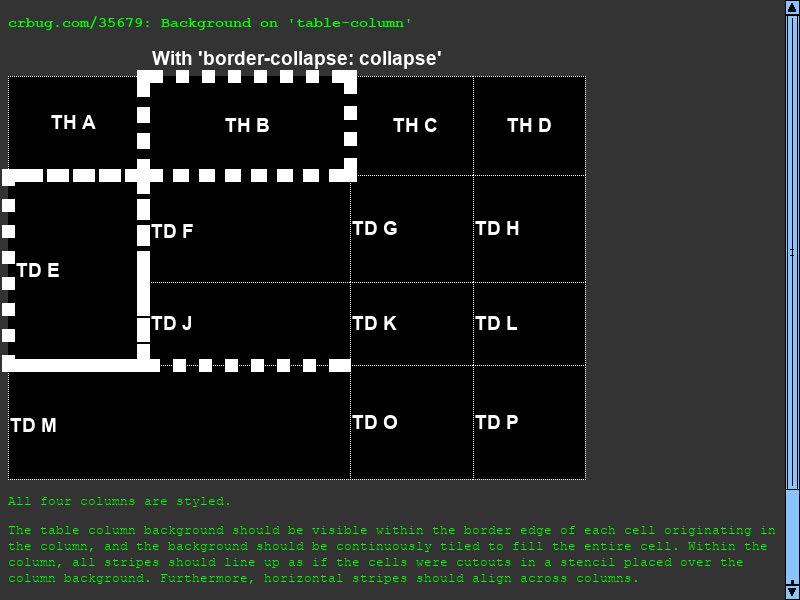 crbug.com/35679: Background on 'table-column'
With 'border-collapse: collapse'
TH A
TH B
TH C
TH D
TD E
TD F
TD G
TD H
TD J
TD K
TD L
TD M
TD O
TD P
All four columns are styled.
The table column background should be visible within the border edge of each cell originating in
the column, and the background should be continuously tiled to fill the entire cell. Within the
column, all stripes should line up as if the cells were cutouts in a stencil placed over the
column background. Furthermore, horizontal stripes should align across columns.